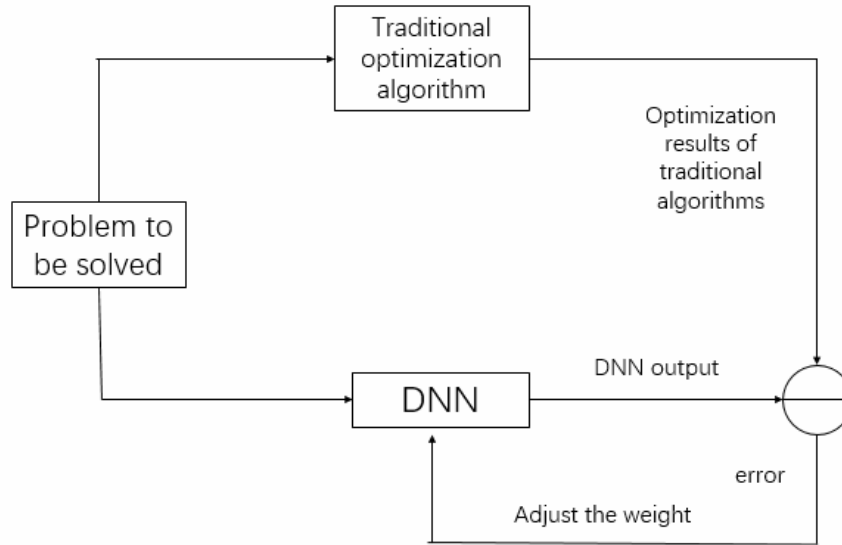 Traditional
optimization
algorithm
Optimization
results of
traditional
algorithms
Problem to
be solved
DNN output
DNN
error
Adjust the weight